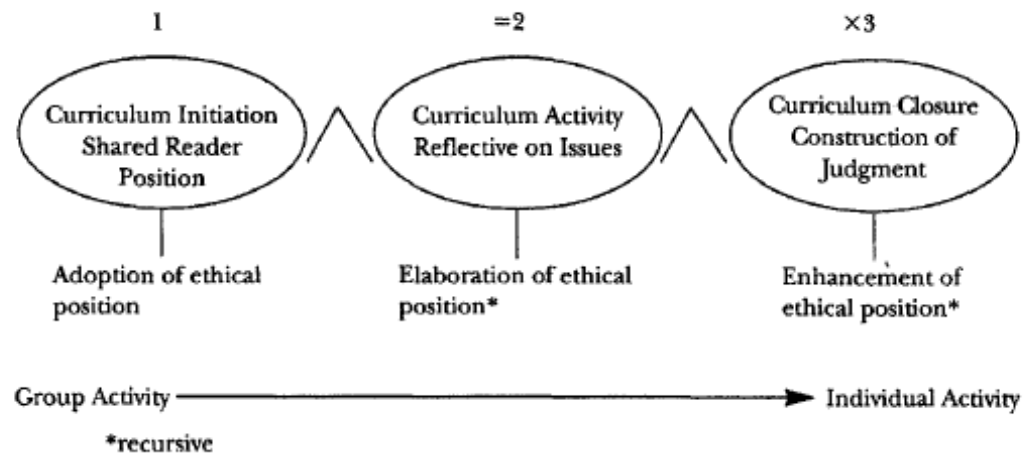 1
=2
×3
Curriculum Initiation
Shared Reader
Position
Curriculum Activity
Reflective on Issues
Curriculum Closure
Construction of
Judgment
Adoption of ethical
position
Elaboration of ethical
position*
Enhancement of
ethical position*
Group Activity
Individual Activity
*recursive